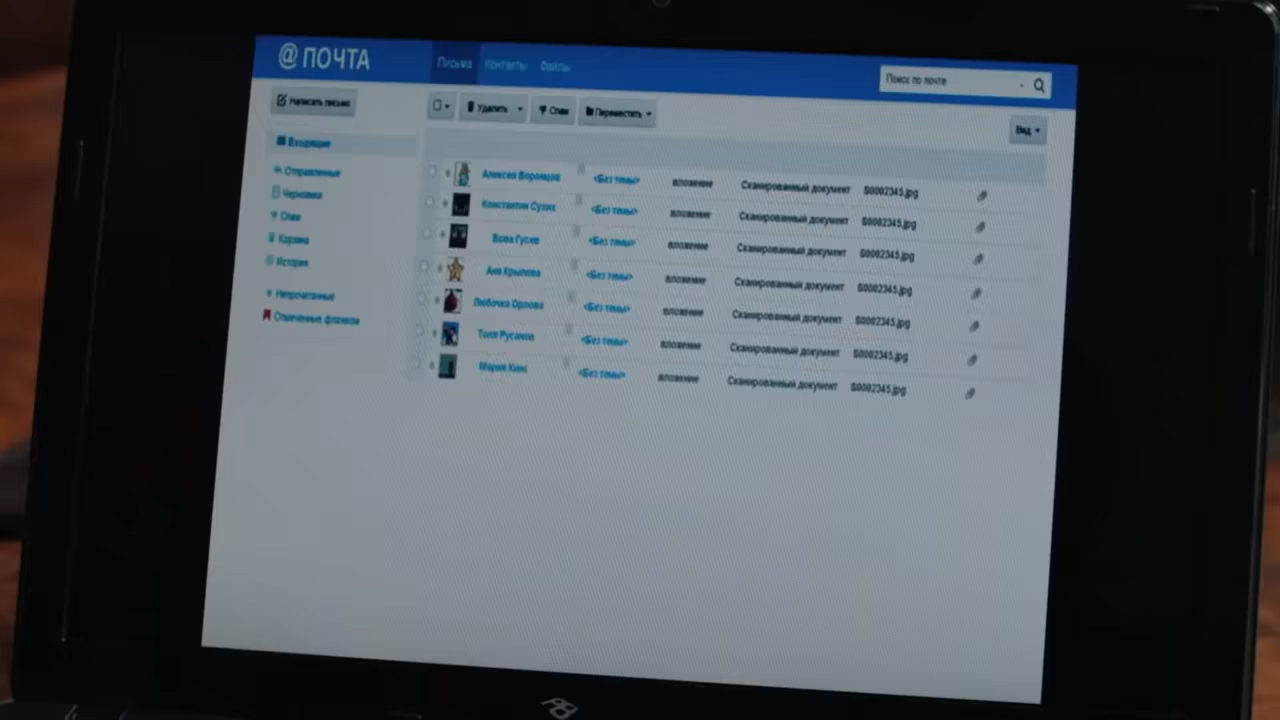 @ ПОЧТА
Письма Контакты Файлы
Поиск по почте
Написать письмо
Удалить Спам Переместить
Вид
Входящие
Отправленные
Черновики
Спам
Корзина
История
Непрочитанные
Отмеченные флажком
Алексей Воронцов <Без темы> вложение Сканированный документ S0002345.jpg
Константин Сухих <Без темы> вложение Сканированный документ S0002345.jpg
Вова Гусев <Без темы> вложение Сканированный документ S0002345.jpg
Аня Крылова <Без темы> вложение Сканированный документ S0002345.jpg
Любочка Орлова <Без темы> вложение Сканированный документ S0002345.jpg
Толя Русанов <Без темы> вложение Сканированный документ S0002345.jpg
Мария Кинс <Без темы> вложение Сканированный документ S0002345.jpg